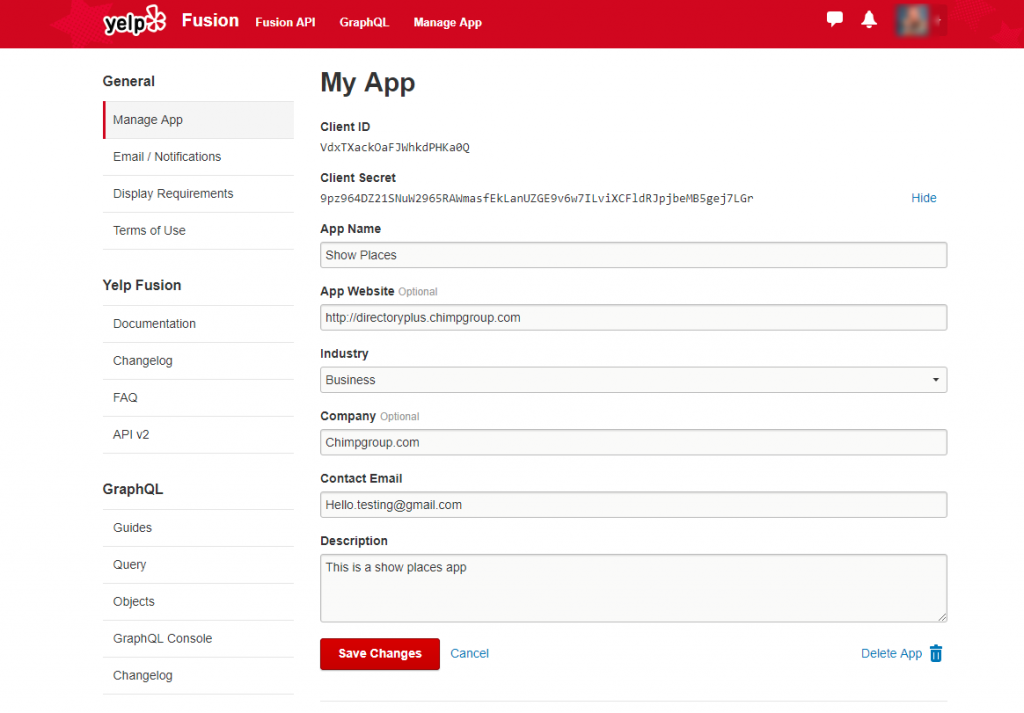 yelp Fusion Fusion API GraphQL Manage App
General
Manage App
Email / Notifications
Display Requirements
Terms of Use
Yelp Fusion
Documentation
Changelog
FAQ
API v2
GraphQL
Guides
Query
Objects
GraphQL Console
Changelog
My App
Client ID
VdxTXackOaFJWhkdPHKa0Q
Client Secret
9pz964DZ21SNuW2965RAWmasfEkLanUZGE9v6w7ILviXCFldRJpjbeMB5gej7LGr Hide
App Name
Show Places
App Website Optional
http://directoryplus.chimpgroup.com
Industry
Business
Company Optional
Chimpgroup.com
Contact Email
Hello.testing@gmail.com
Description
This is a show places app
Save Changes Cancel Delete App